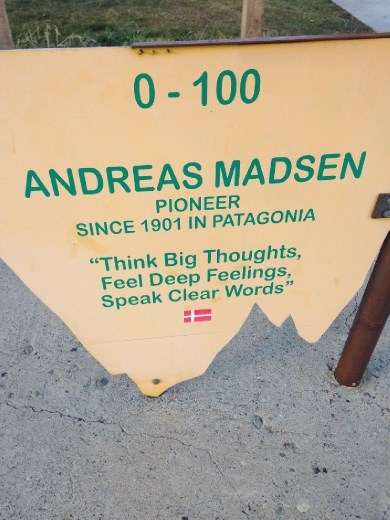 0 - 100
ANDREAS MADSEN
PIONEER
SINCE 1901 IN PATAGONIA
“Think Big Thoughts,
Feel Deep Feelings,
Speak Clear Words”